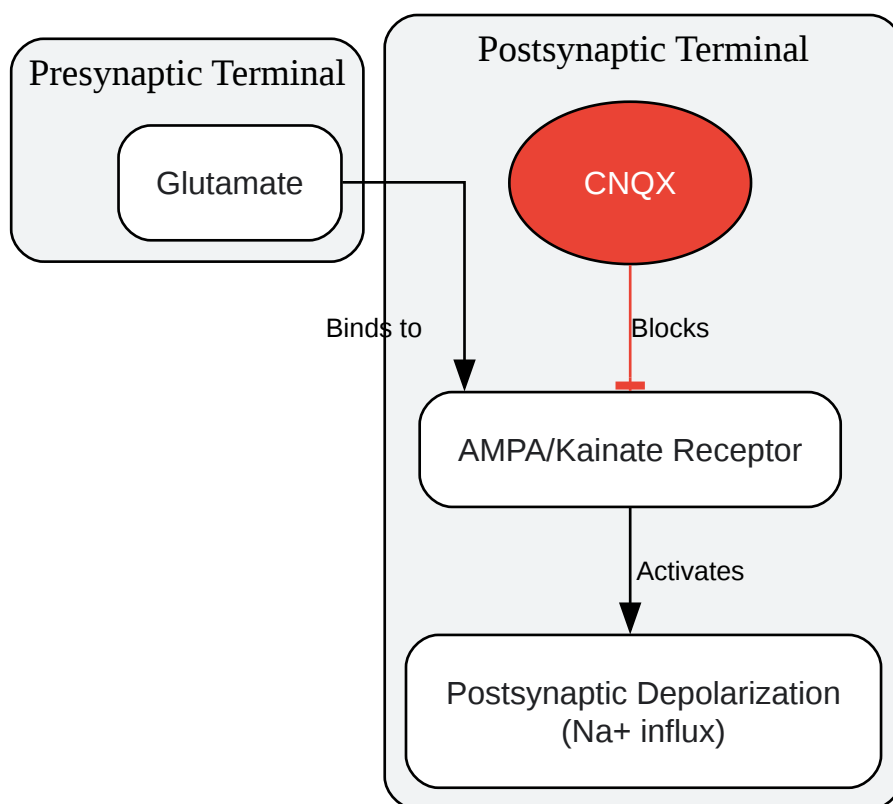 Presynaptic Terminal
Postsynaptic Terminal
Glutamate
CNQX
Binds to
Blocks
AMPA/Kainate Receptor
Activates
Postsynaptic Depolarization
(Na+ influx)